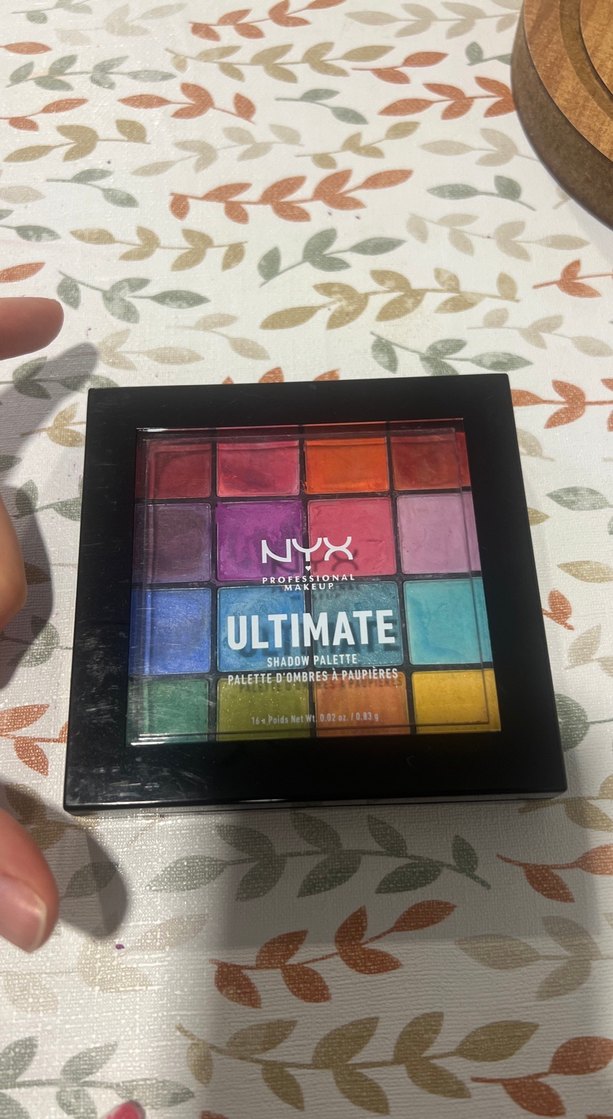 NYX
PROFESSIONAL
MAKEUP
ULTIMATE
SHADOW PALETTE
PALETTE D'OMBRES À PAUPIÈRES
16 x Poids Net Wt. 0.02 oz. / 0.83 g